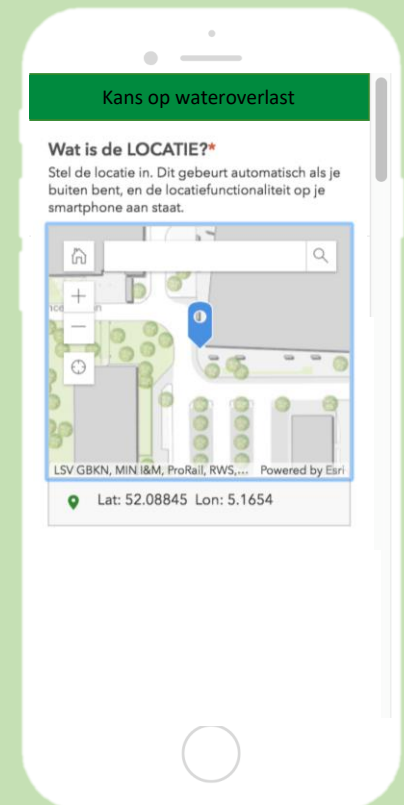 Kans op wateroverlast
Wat is de LOCATIE?*
Stel de locatie in. Dit gebeurt automatisch als je
buiten bent, en de locatiefunctionaliteit op je
smartphone aan staat.
LSV GBKN, MIN I&M, ProRail, RWS,... Powered by Esri
Lat: 52.08845 Lon: 5.1654